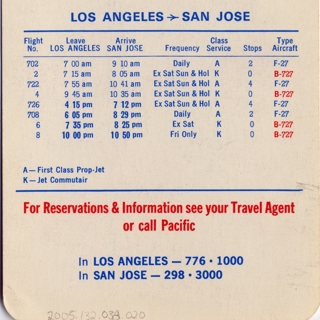 LOS ANGELES ➔ SAN JOSE
Flight No. Leave LOS ANGELES Arrive SAN JOSE Frequency Class Service Stops Type Aircraft
702 7 00 am 9 10 am Daily A 2 F-27
2 7 15 am 8 05 am Ex Sat Sun & Hol K 0 B-727
722 7 55 am 10 41 am Ex Sat Sun & Hol A 4 F-27
4 9 45 am 10 35 am Ex Sat Sun & Hol K 0 B-727
726 4 15 pm 7 12 pm Ex Sat Sun & Hol A 4 F-27
708 6 05 pm 8 29 pm Daily A 2 F-27
6 7 35 pm 8 25 pm Ex Sat K 0 B-727
8 10 00 pm 10 50 pm Fri Only K 0 B-727
A—First Class Prop-Jet
K—Jet Commutair
For Reservations & Information see your Travel Agent
or call Pacific
In LOS ANGELES — 776 • 1000
In SAN JOSE — 298 • 3000
2005.132.039.020